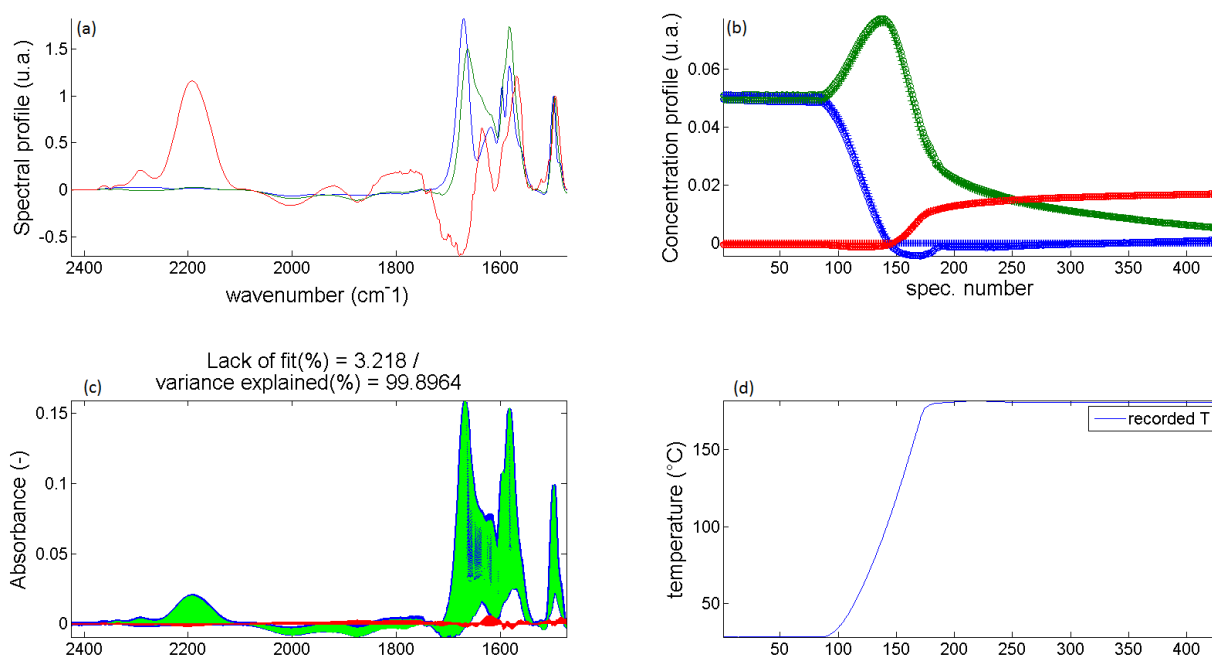 (a)
Spectral profile (u.a.)
1.5
1
0.5
0
-0.5
2400 2200 2000 1800 1600
wavenumber (cm-1)
(b)
Concentration profile (u.a.)
0.06
0.04
0.02
0
50 100 150 200 250 300 350 400
spec. number
Lack of fit(%) = 3.218 /
variance explained(%) = 99.8964
(c)
Absorbance (-)
0.15
0.1
0.05
0
2400 2200 2000 1800 1600
(d)
recorded T
temperature (°C)
150
100
50
50 100 150 200 250 300 350 400